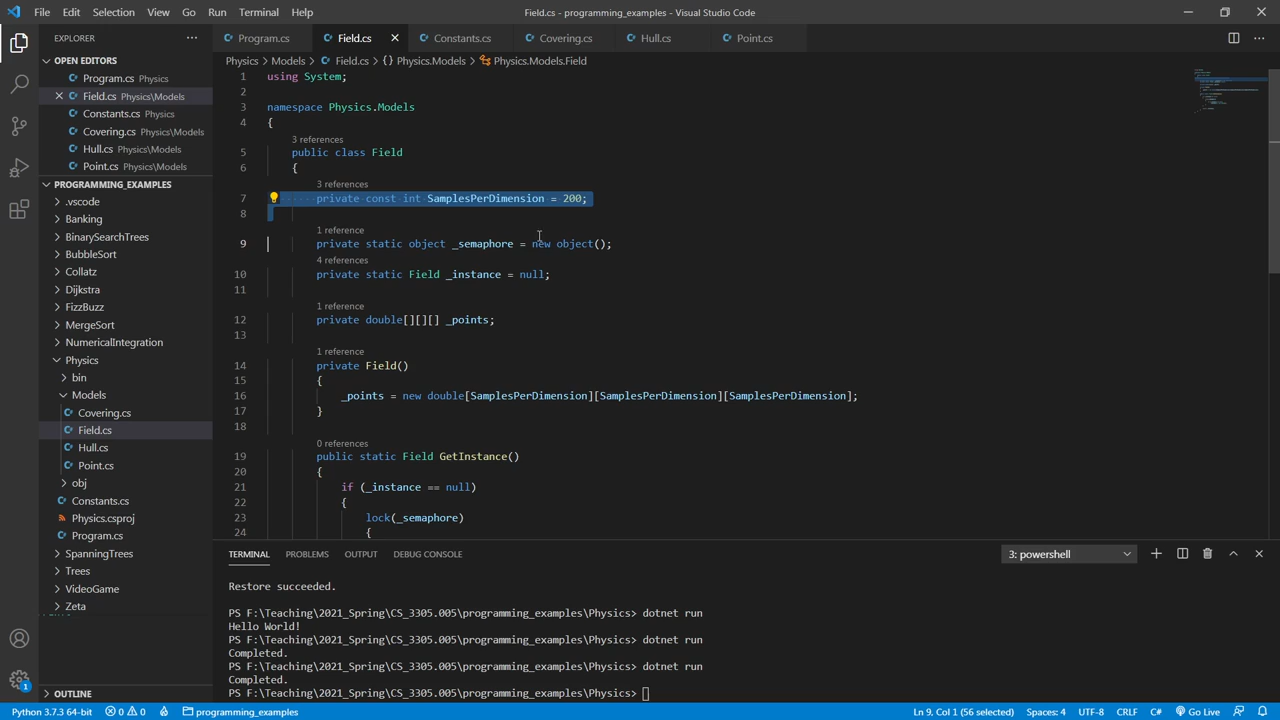 File Edit Selection View Go Run Terminal Help
Field.cs - programming_examples - Visual Studio Code
EXPLORER
Program.cs Field.cs Constants.cs Covering.cs Hull.cs Point.cs
OPEN EDITORS
Program.cs Physics
Field.cs Physics\Models
Constants.cs Physics
Covering.cs Physics\Models
Hull.cs Physics\Models
Point.cs Physics\Models
PROGRAMMING_EXAMPLES
.vscode
Banking
BinarySearchTrees
BubbleSort
Collatz
Dijkstra
FizzBuzz
MergeSort
NumericalIntegration
Physics
bin
Models
Covering.cs
Field.cs
Hull.cs
Point.cs
obj
Constants.cs
Physics.csproj
Program.cs
SpanningTrees
Trees
VideoGame
Zeta
OUTLINE
Physics > Models > Field.cs > {} Physics.Models > Physics.Models.Field
1 using System;
2
3 namespace Physics.Models
4 {
3 references
5 public class Field
6 {
3 references
7 private const int SamplesPerDimension = 200;
8
1 reference
9 private static object _semaphore = new object();
4 references
10 private static Field _instance = null;
11
1 reference
12 private double[][][] _points;
13
1 reference
14 private Field()
15 {
16 _points = new double[SamplesPerDimension][SamplesPerDimension][SamplesPerDimension];
17 }
18
0 references
19 public static Field GetInstance()
20 {
21 if (_instance == null)
22 {
23 lock(_semaphore)
24 {
TERMINAL PROBLEMS OUTPUT DEBUG CONSOLE
3: powershell
Restore succeeded.
PS F:\Teaching\2021_Spring\CS_3305.005\programming_examples\Physics> dotnet run
Hello World!
PS F:\Teaching\2021_Spring\CS_3305.005\programming_examples\Physics> dotnet run
Completed.
PS F:\Teaching\2021_Spring\CS_3305.005\programming_examples\Physics> dotnet run
Completed.
PS F:\Teaching\2021_Spring\CS_3305.005\programming_examples\Physics>
1
Python 3.7.3 64-bit 0 0 programming_examples
Ln 9, Col 1 (56 selected) Spaces: 4 UTF-8 CRLF C# Go Live